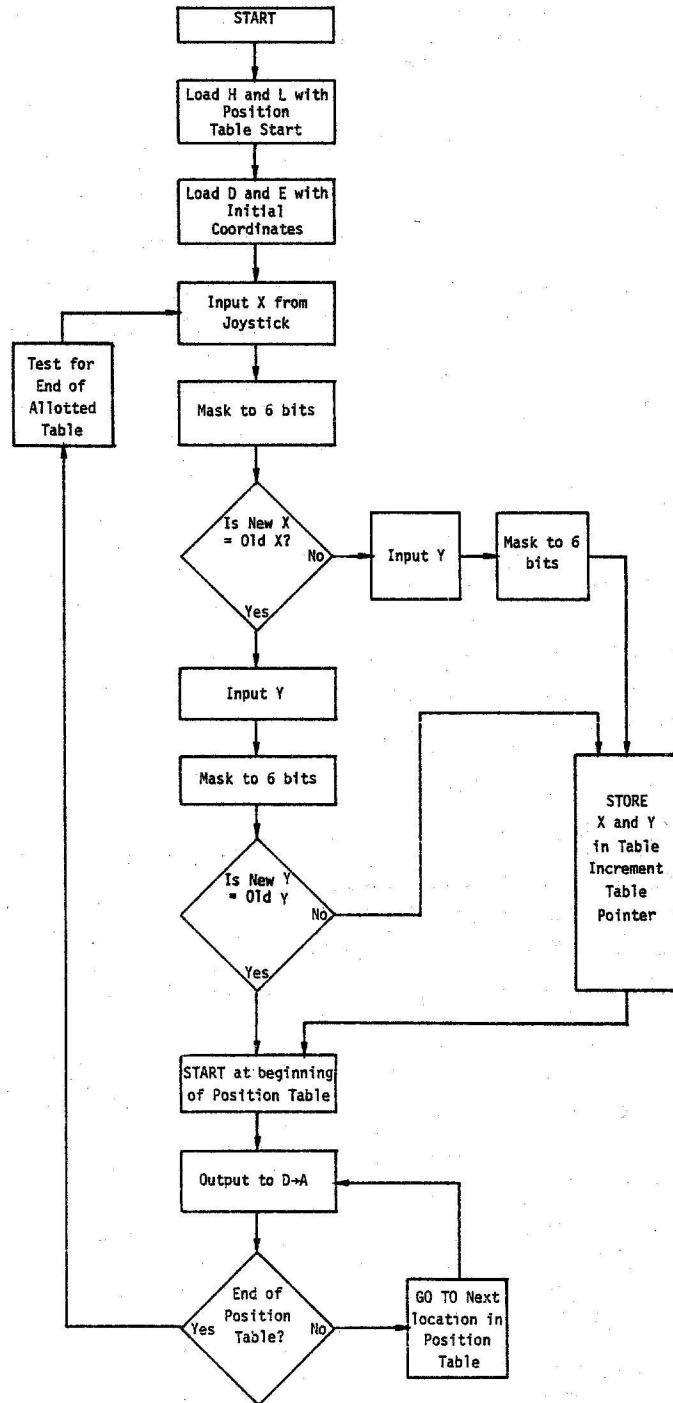 START
Load H and L with
Position
Table Start
Load D and E with
Initial
Coordinates
Input X from
Joystick
Test for
End of
Allotted
Table
Mask to 6 bits
Is New X
= Old X?
No
Yes
Input Y
Mask to 6
bits
Input Y
Mask to 6 bits
STORE
X and Y
in Table
Increment
Table
Pointer
Is New Y
= Old Y
No
Yes
START at beginning
of Position Table
Output to D→A
End of
Position
Table?
Yes
No
GO TO Next
location in
Position
Table